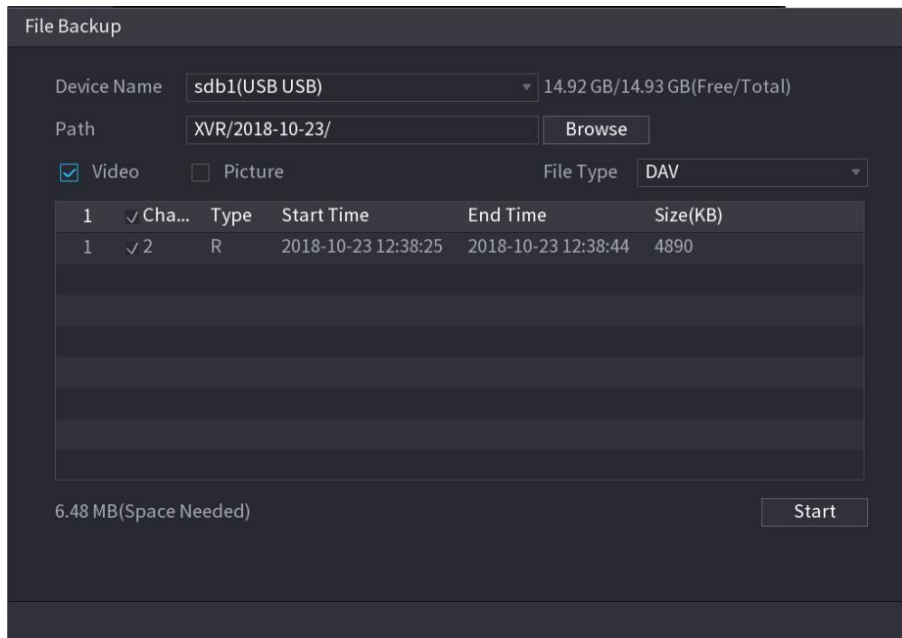 File Backup
Device Name sdb1(USB USB) 14.92 GB/14.93 GB(Free/Total)
Path XVR/2018-10-23/ Browse
Video Picture File Type DAV
1 Cha... Type Start Time End Time Size(KB)
1 2 R 2018-10-23 12:38:25 2018-10-23 12:38:44 4890
6.48 MB(Space Needed) Start